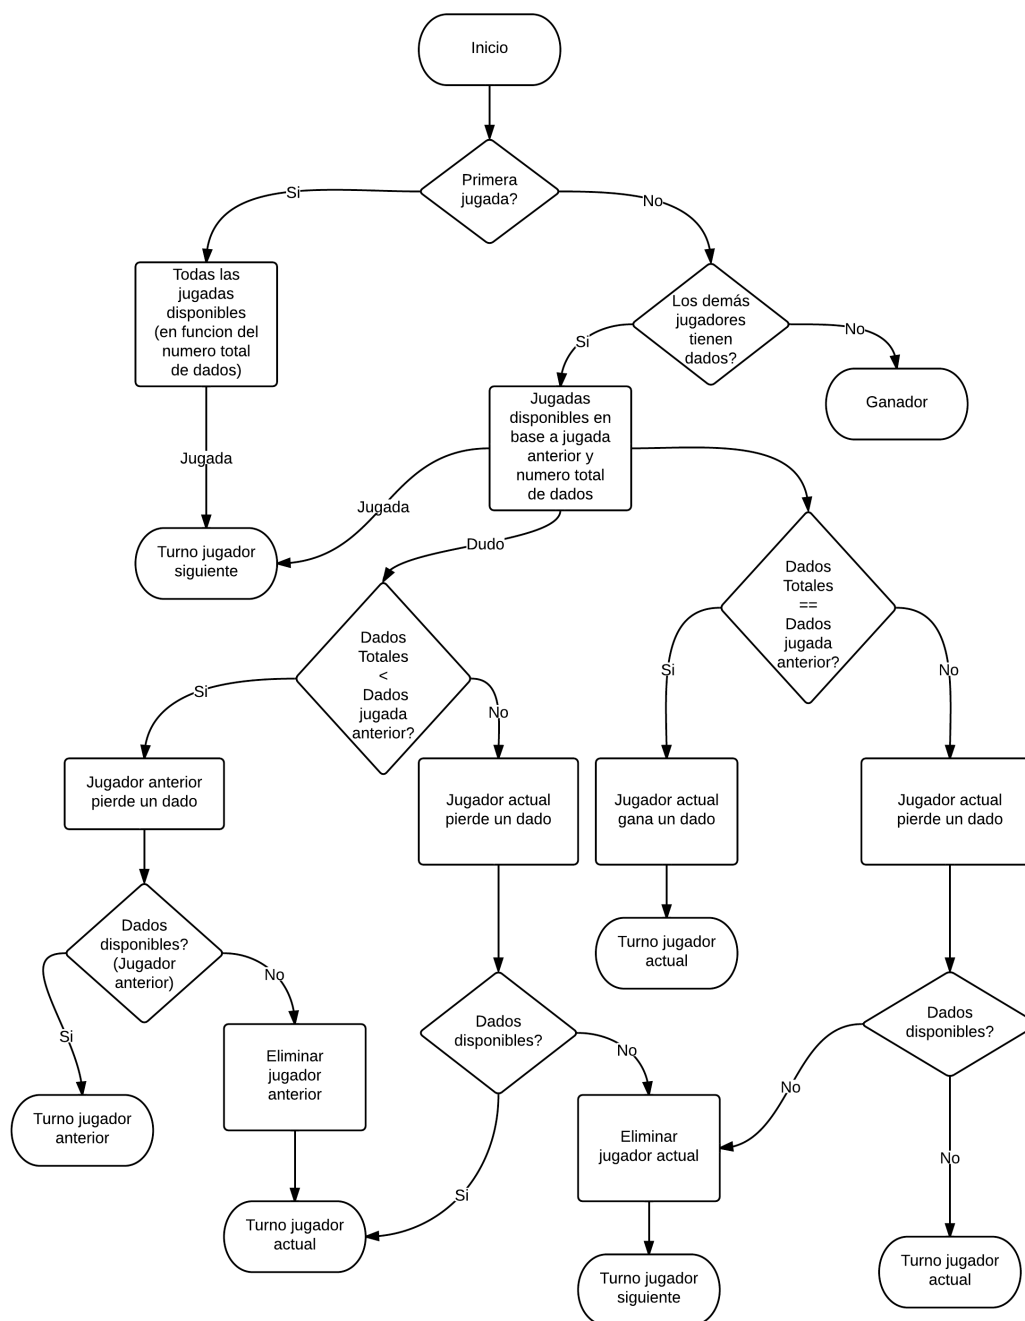 Inicio
Primera
jugada?
Si
No
Todas las
jugadas
disponibles
(en funcion del
numero total
de dados)
Los demás
jugadores
tienen
dados?
Si
No
Ganador
Jugadas
disponibles en
base a jugada
anterior y
numero total
de dados
Jugada
Jugada
Dudo
Turno jugador
siguiente
Dados
Totales
==
Dados
jugada
anterior?
Dados
Totales
<
Dados
jugada
anterior?
Si
No
Si
No
Jugador anterior
pierde un dado
Jugador actual
pierde un dado
Jugador actual
gana un dado
Jugador actual
pierde un dado
Dados
disponibles?
(Jugador
anterior)
Turno jugador
actual
Si
No
Eliminar
jugador
anterior
Dados
disponibles?
Dados
disponibles?
No
No
Turno jugador
anterior
Eliminar
jugador actual
Si
No
Turno jugador
actual
Turno jugador
siguiente
Turno jugador
actual